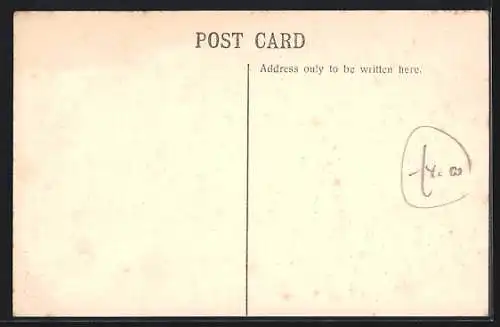 POST CARD
Address only to be written here.